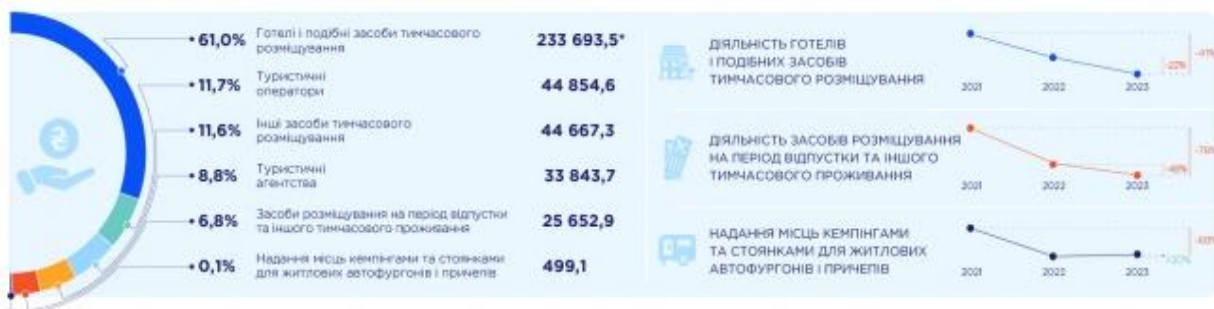 • 61,0% Готелі і подібні засоби тимчасового розміщування 233 693,5*
• 11,7% Туристичні оператори 44 854,6
• 11,6% Інші засоби тимчасового розміщування 44 667,3
• 8,8% Туристичні агентства 33 843,7
• 6,8% Засоби розміщування на період відпустки та іншого тимчасового проживання 25 652,9
• 0,1% Надання місць кемпінгами та стоянками для житлових автофургонів і причепів 499,1
ДІЯЛЬНІСТЬ ГОТЕЛІВ
І ПОДІБНИХ ЗАСОБІВ
ТИМЧАСОВОГО РОЗМІЩУВАННЯ
2021 2022 2023
-22%
ДІЯЛЬНІСТЬ ЗАСОБІВ РОЗМІЩУВАННЯ
НА ПЕРІОД ВІДПУСТКИ ТА ІНШОГО
ТИМЧАСОВОГО ПРОЖИВАННЯ
2021 2022 2023
НАДАННЯ МІСЦЬ КЕМПІНГАМИ
ТА СТОЯНКАМИ ДЛЯ ЖИТЛОВИХ
АВТОФУРГОНІВ І ПРИЧЕПІВ
2021 2022 2023